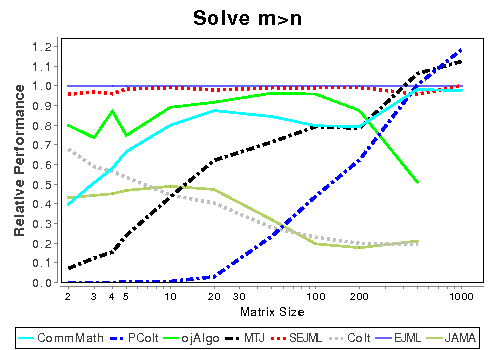 Solve m>n
Relative Performance
1.2
1.1
1.0
0.9
0.8
0.7
0.6
0.5
0.4
0.3
0.2
0.1
0.0
2 3 4 5 10 20 30 100 200 1000
Matrix Size
CommMath PColt ojAlgo MTJ SEJML Colt EJML JAMA